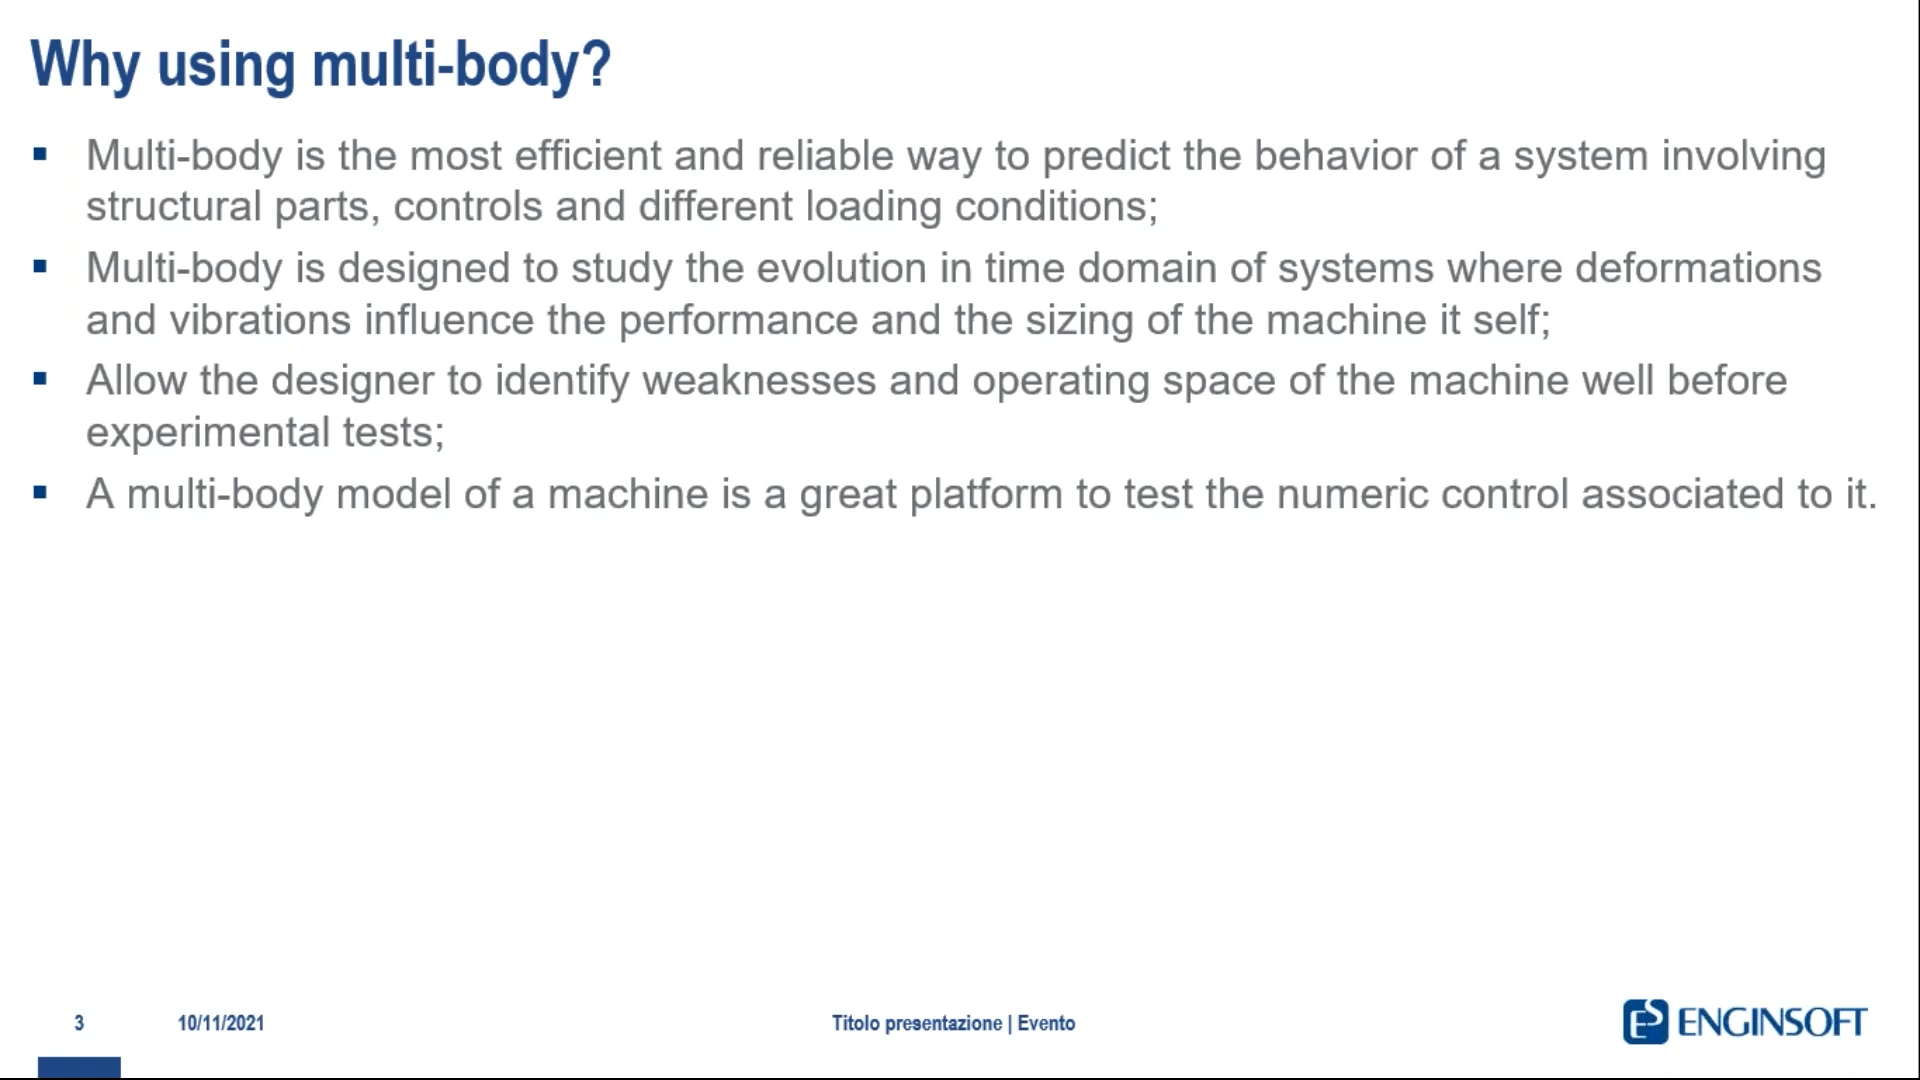 Why using multi-body?
▪ Multi-body is the most efficient and reliable way to predict the behavior of a system involving
structural parts, controls and different loading conditions;
▪ Multi-body is designed to study the evolution in time domain of systems where deformations
and vibrations influence the performance and the sizing of the machine it self;
▪ Allow the designer to identify weaknesses and operating space of the machine well before
experimental tests;
▪ A multi-body model of a machine is a great platform to test the numeric control associated to it.
3 10/11/2021 Titolo presentazione | Evento ENGINSOFT